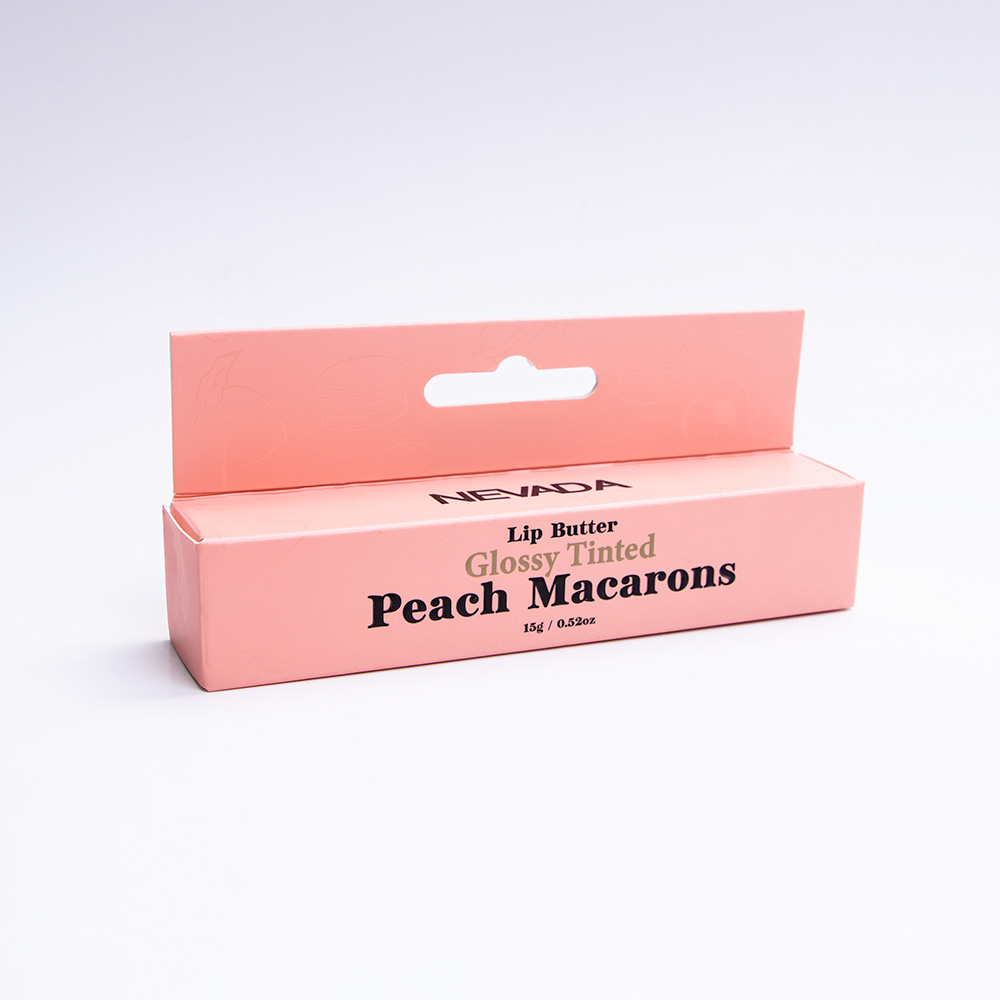 NEVADA
Lip Butter
Glossy Tinted
Peach Macarons
15g / 0.52oz